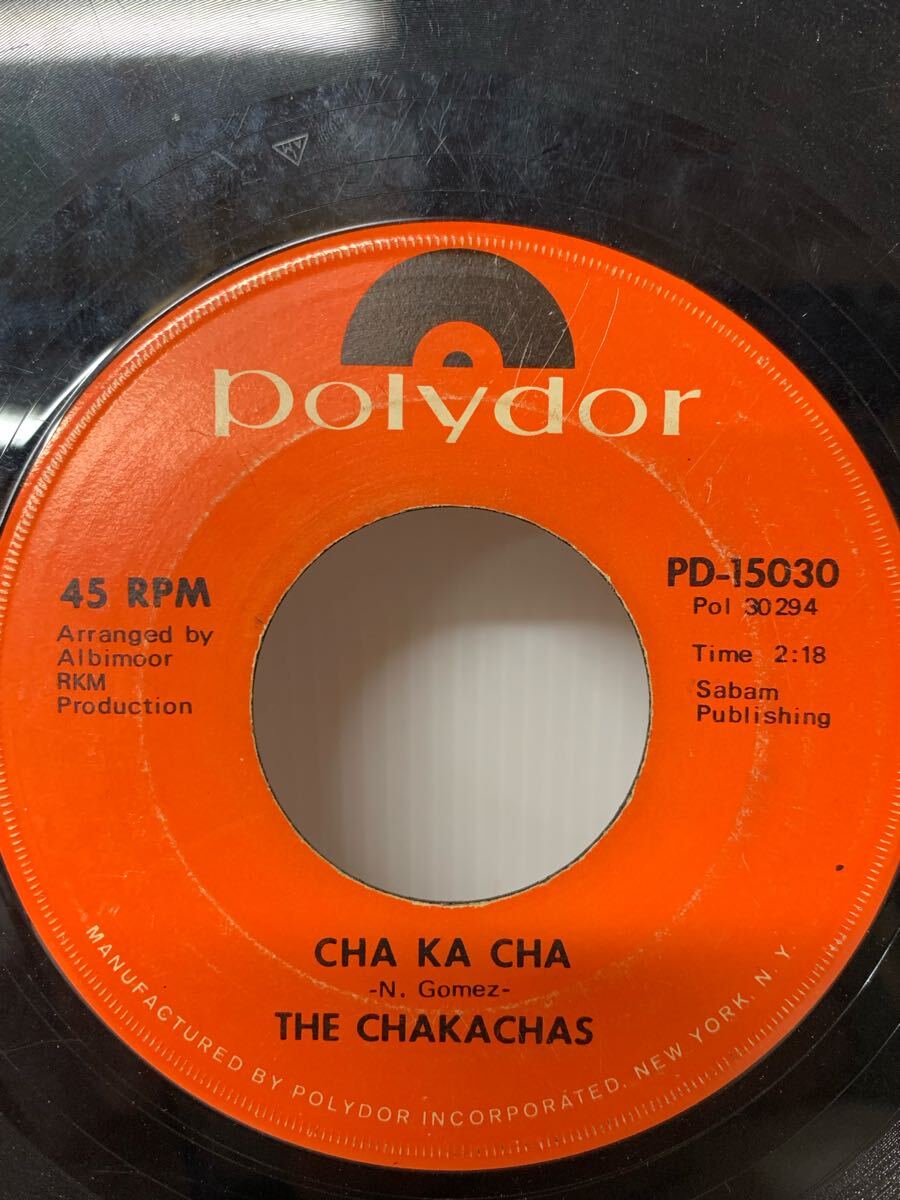 polydor
45 RPM
Arranged by
Albimoor
RKM
Production
PD-15030
Pol 30294
Time 2:18
Sabam
Publishing
CHA KA CHA
-N. Gomez-
THE CHAKACHAS
MANUFACTURED BY POLYDOR INCORPORATED, NEW YORK, N.Y.